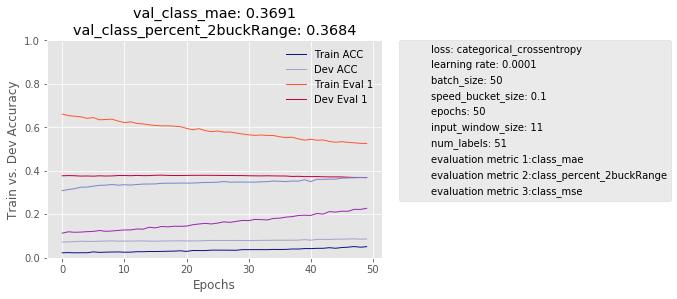 val_class_mae: 0.3691
val_class_percent_2buckRange: 0.3684
Train vs. Dev Accuracy
1.0
0.8
0.6
0.4
0.2
0.0
0
10
20
30
40
50
Epochs
Train ACC
Dev ACC
Train Eval 1
Dev Eval 1
loss: categorical_crossentropy
learning rate: 0.0001
batch_size: 50
speed_bucket_size: 0.1
epochs: 50
input_window_size: 11
num_labels: 51
evaluation metric 1:class_mae
evaluation metric 2:class_percent_2buckRange
evaluation metric 3:class_mse